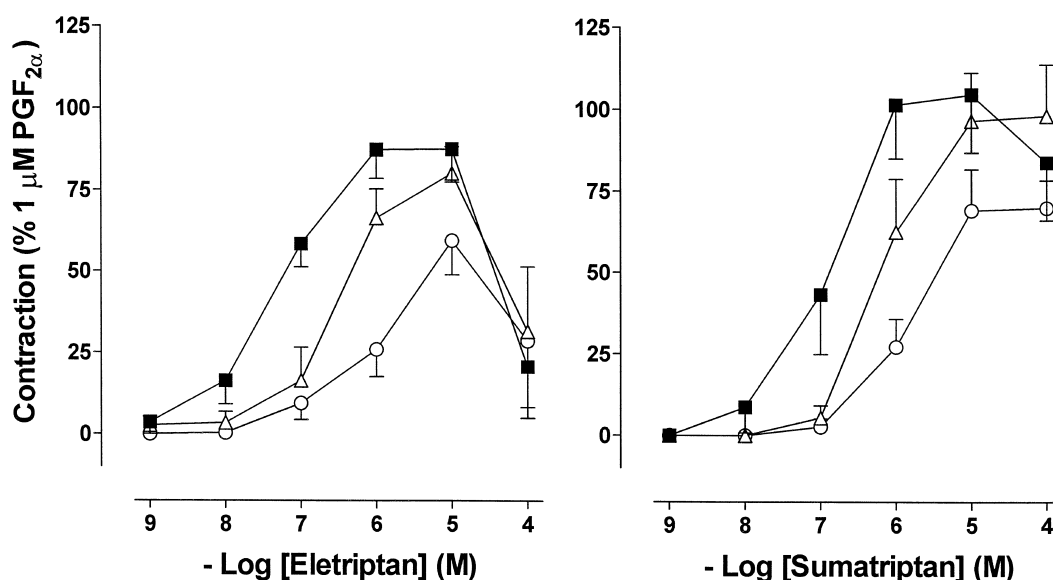 Contraction (% 1 μM PGF2α)
125
100
75
50
25
0
9 8 7 6 5 4
- Log [Eletriptan] (M)
125
100
75
50
25
0
9 8 7 6 5 4
- Log [Sumatriptan] (M)